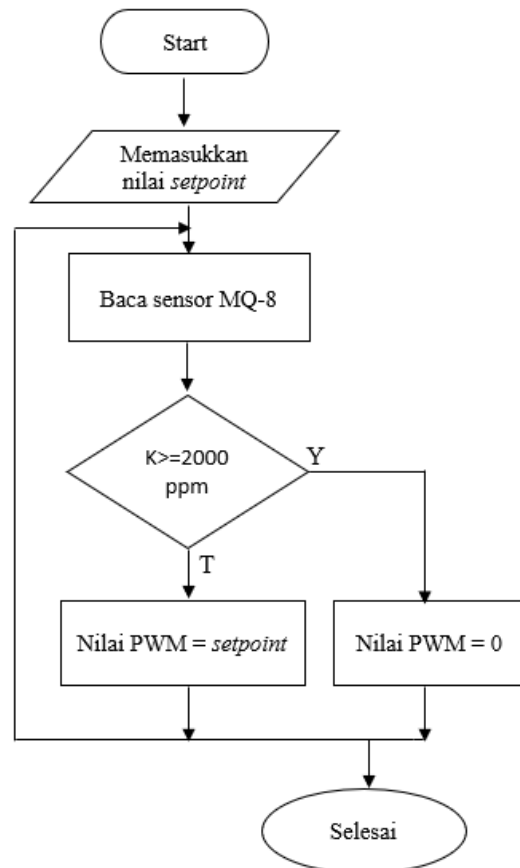 Start
Memasukkan
nilai setpoint
Baca sensor MQ-8
K>=2000
ppm
Y
T
Nilai PWM = setpoint
Nilai PWM = 0
Selesai